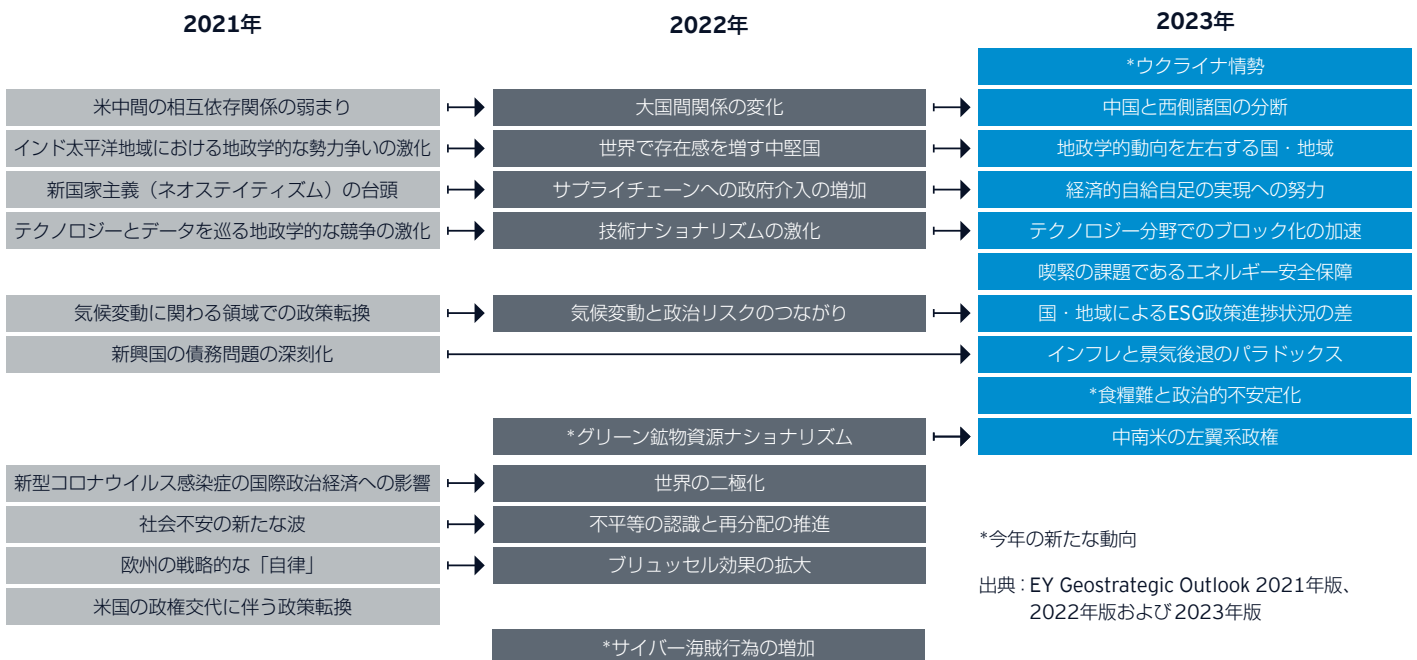 2021年
2022年
2023年
*ウクライナ情勢
米中間の相互依存関係の弱まり
大国間関係の変化
中国と西側諸国の分断
インド太平洋地域における地政学的な勢力争いの激化
世界で存在感を増す中堅国
地政学的動向を左右する国・地域
新国家主義（ネオステイティズム）の台頭
サプライチェーンへの政府介入の増加
経済的自給自足の実現への努力
テクノロジーとデータを巡る地政学的な競争の激化
技術ナショナリズムの激化
テクノロジー分野でのブロック化の加速
喫緊の課題であるエネルギー安全保障
気候変動に関わる領域での政策転換
気候変動と政治リスクのつながり
国・地域によるESG政策進捗状況の差
新興国の債務問題の深刻化
インフレと景気後退のパラドックス
*食糧難と政治的不安定化
*グリーン鉱物資源ナショナリズム
中南米の左翼系政権
新型コロナウイルス感染症の国際政治経済への影響
世界の二極化
社会不安の新たな波
不平等の認識と再分配の推進
欧州の戦略的な「自律」
ブリュッセル効果の拡大
米国の政権交代に伴う政策転換
*サイバー海賊行為の増加
*今年の新たな動向
出典：EY Geostrategic Outlook 2021年版、
2022年版および2023年版